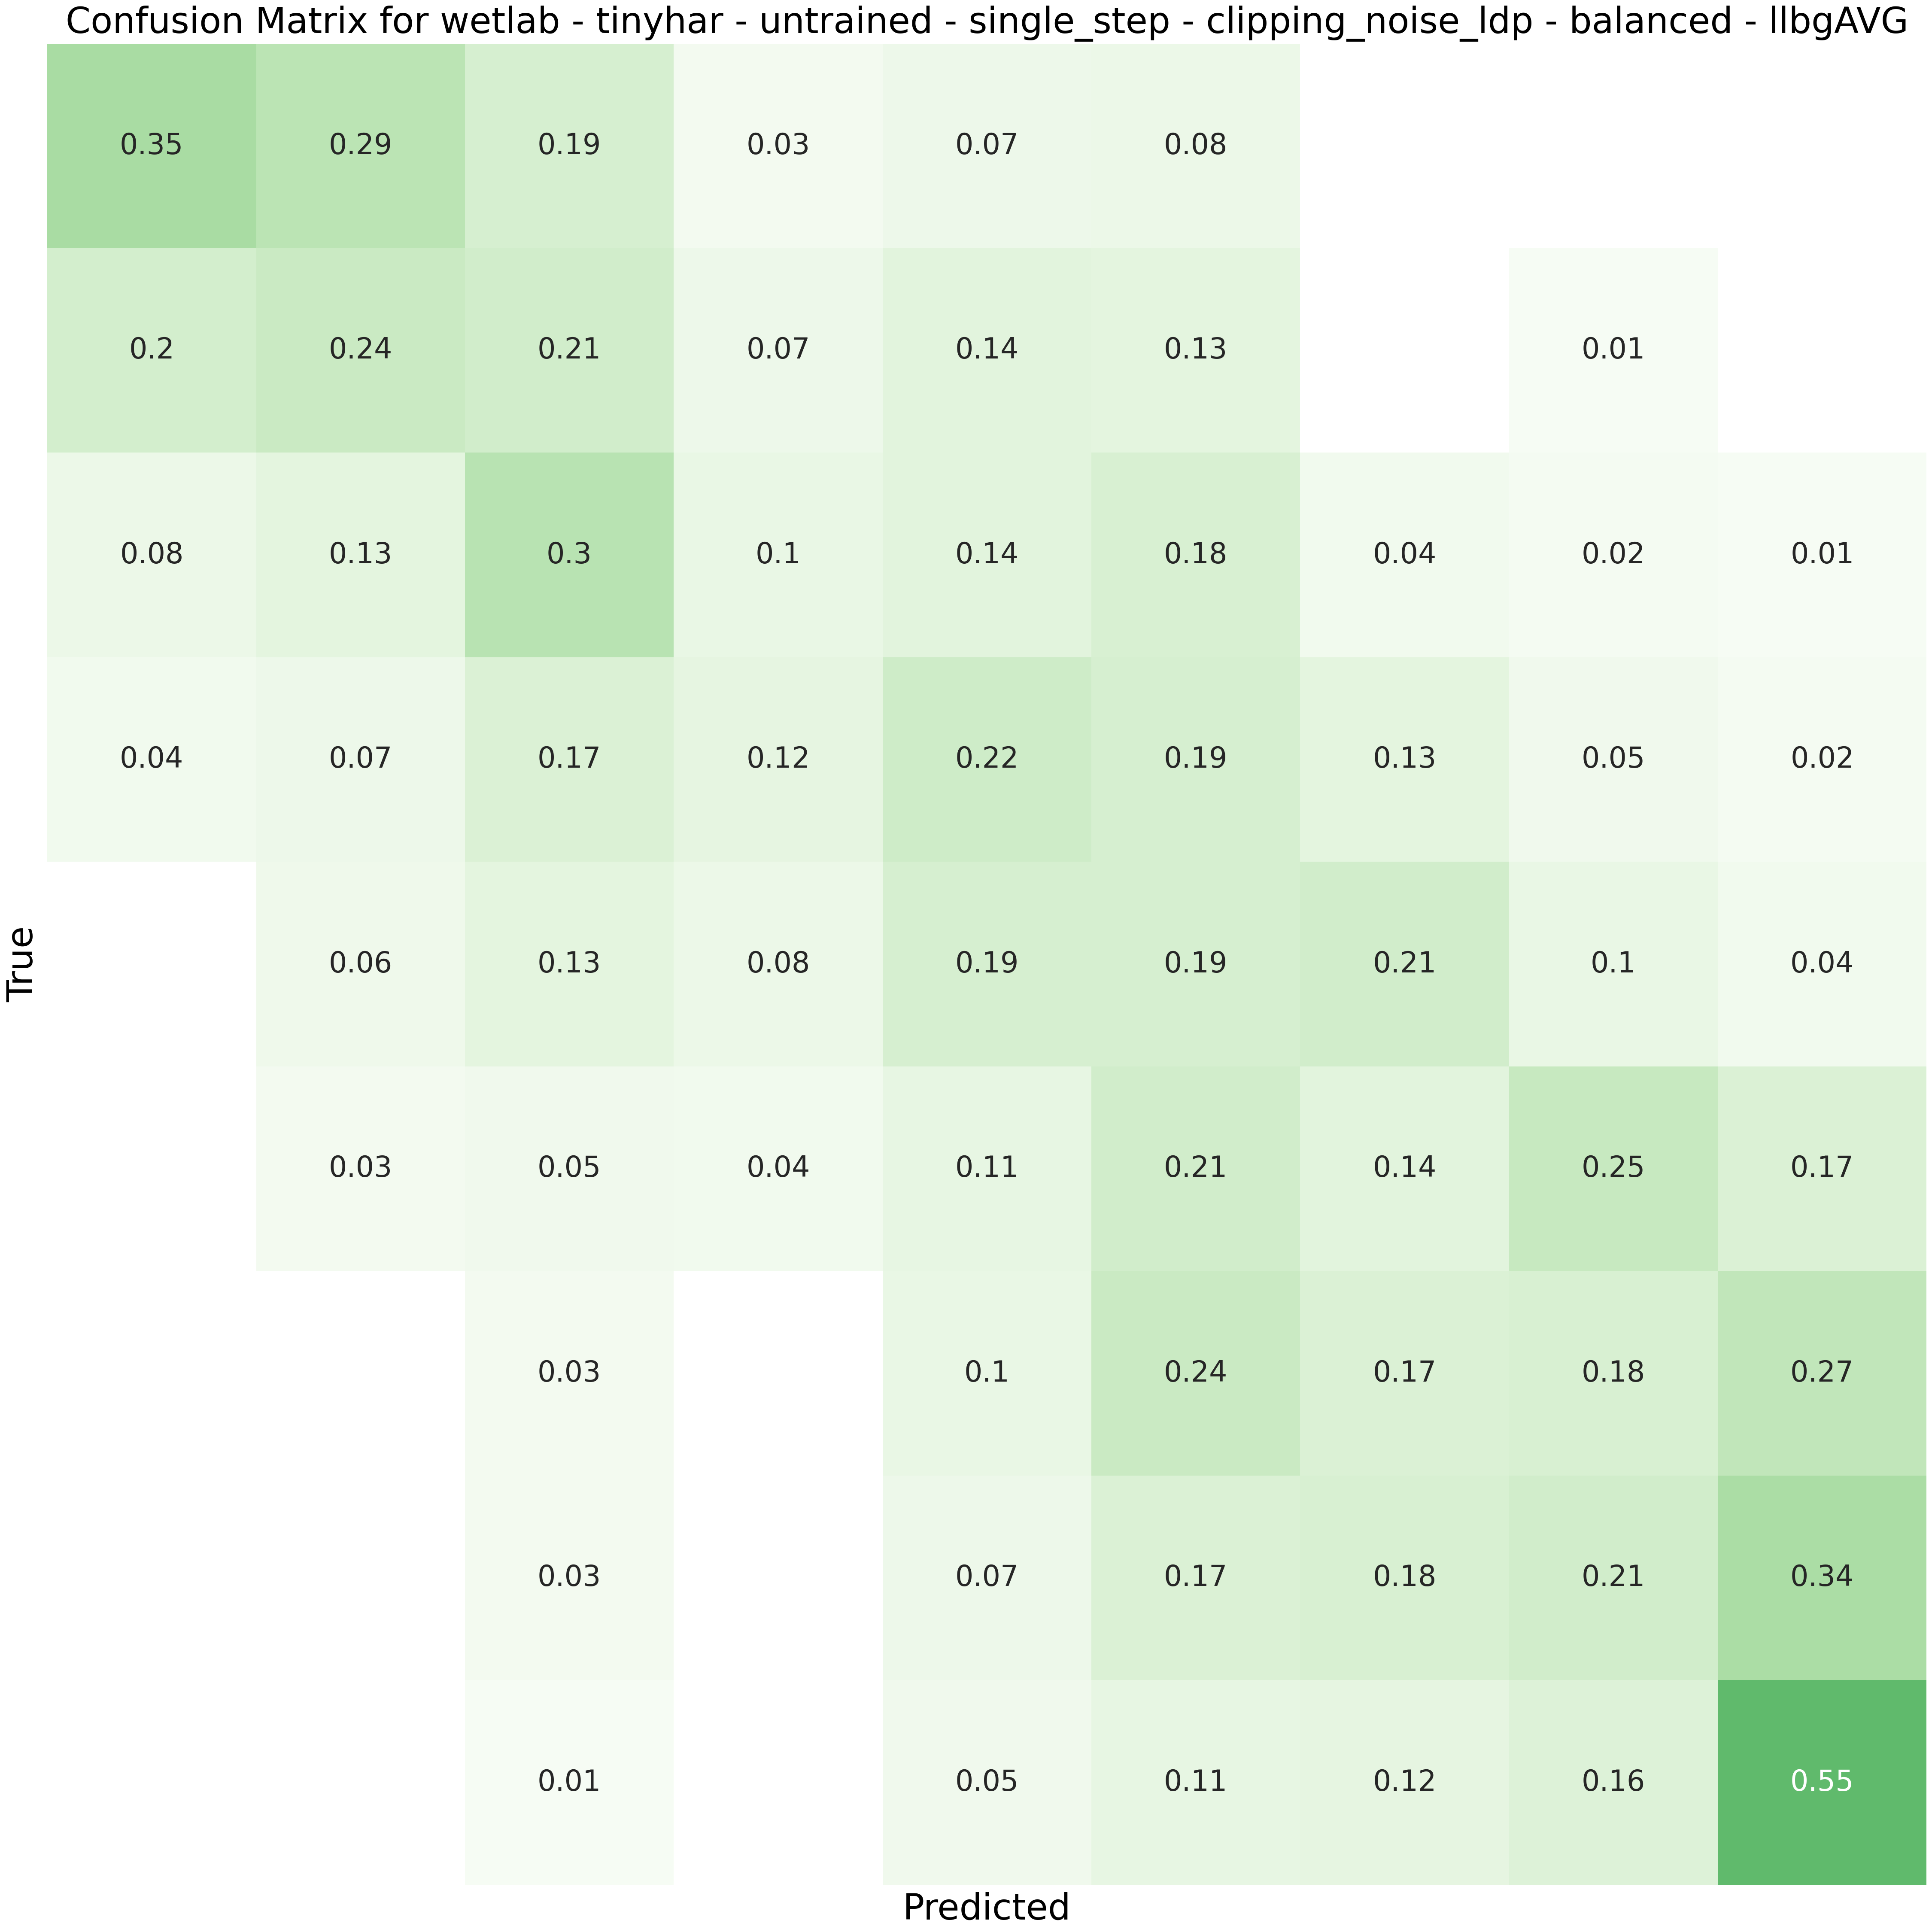 Confusion Matrix for wetlab - tinyhar - untrained - single_step - clipping_noise_ldp - balanced - llbgAVG
0.35 0.29 0.19 0.03 0.07 0.08
0.2 0.24 0.21 0.07 0.14 0.13 0.01
0.08 0.13 0.3 0.1 0.14 0.18 0.04 0.02 0.01
0.04 0.07 0.17 0.12 0.22 0.19 0.13 0.05 0.02
True
0.06 0.13 0.08 0.19 0.19 0.21 0.1 0.04
0.03 0.05 0.04 0.11 0.21 0.14 0.25 0.17
0.03 0.1 0.24 0.17 0.18 0.27
0.03 0.07 0.17 0.18 0.21 0.34
0.01 0.05 0.11 0.12 0.16 0.55
Predicted